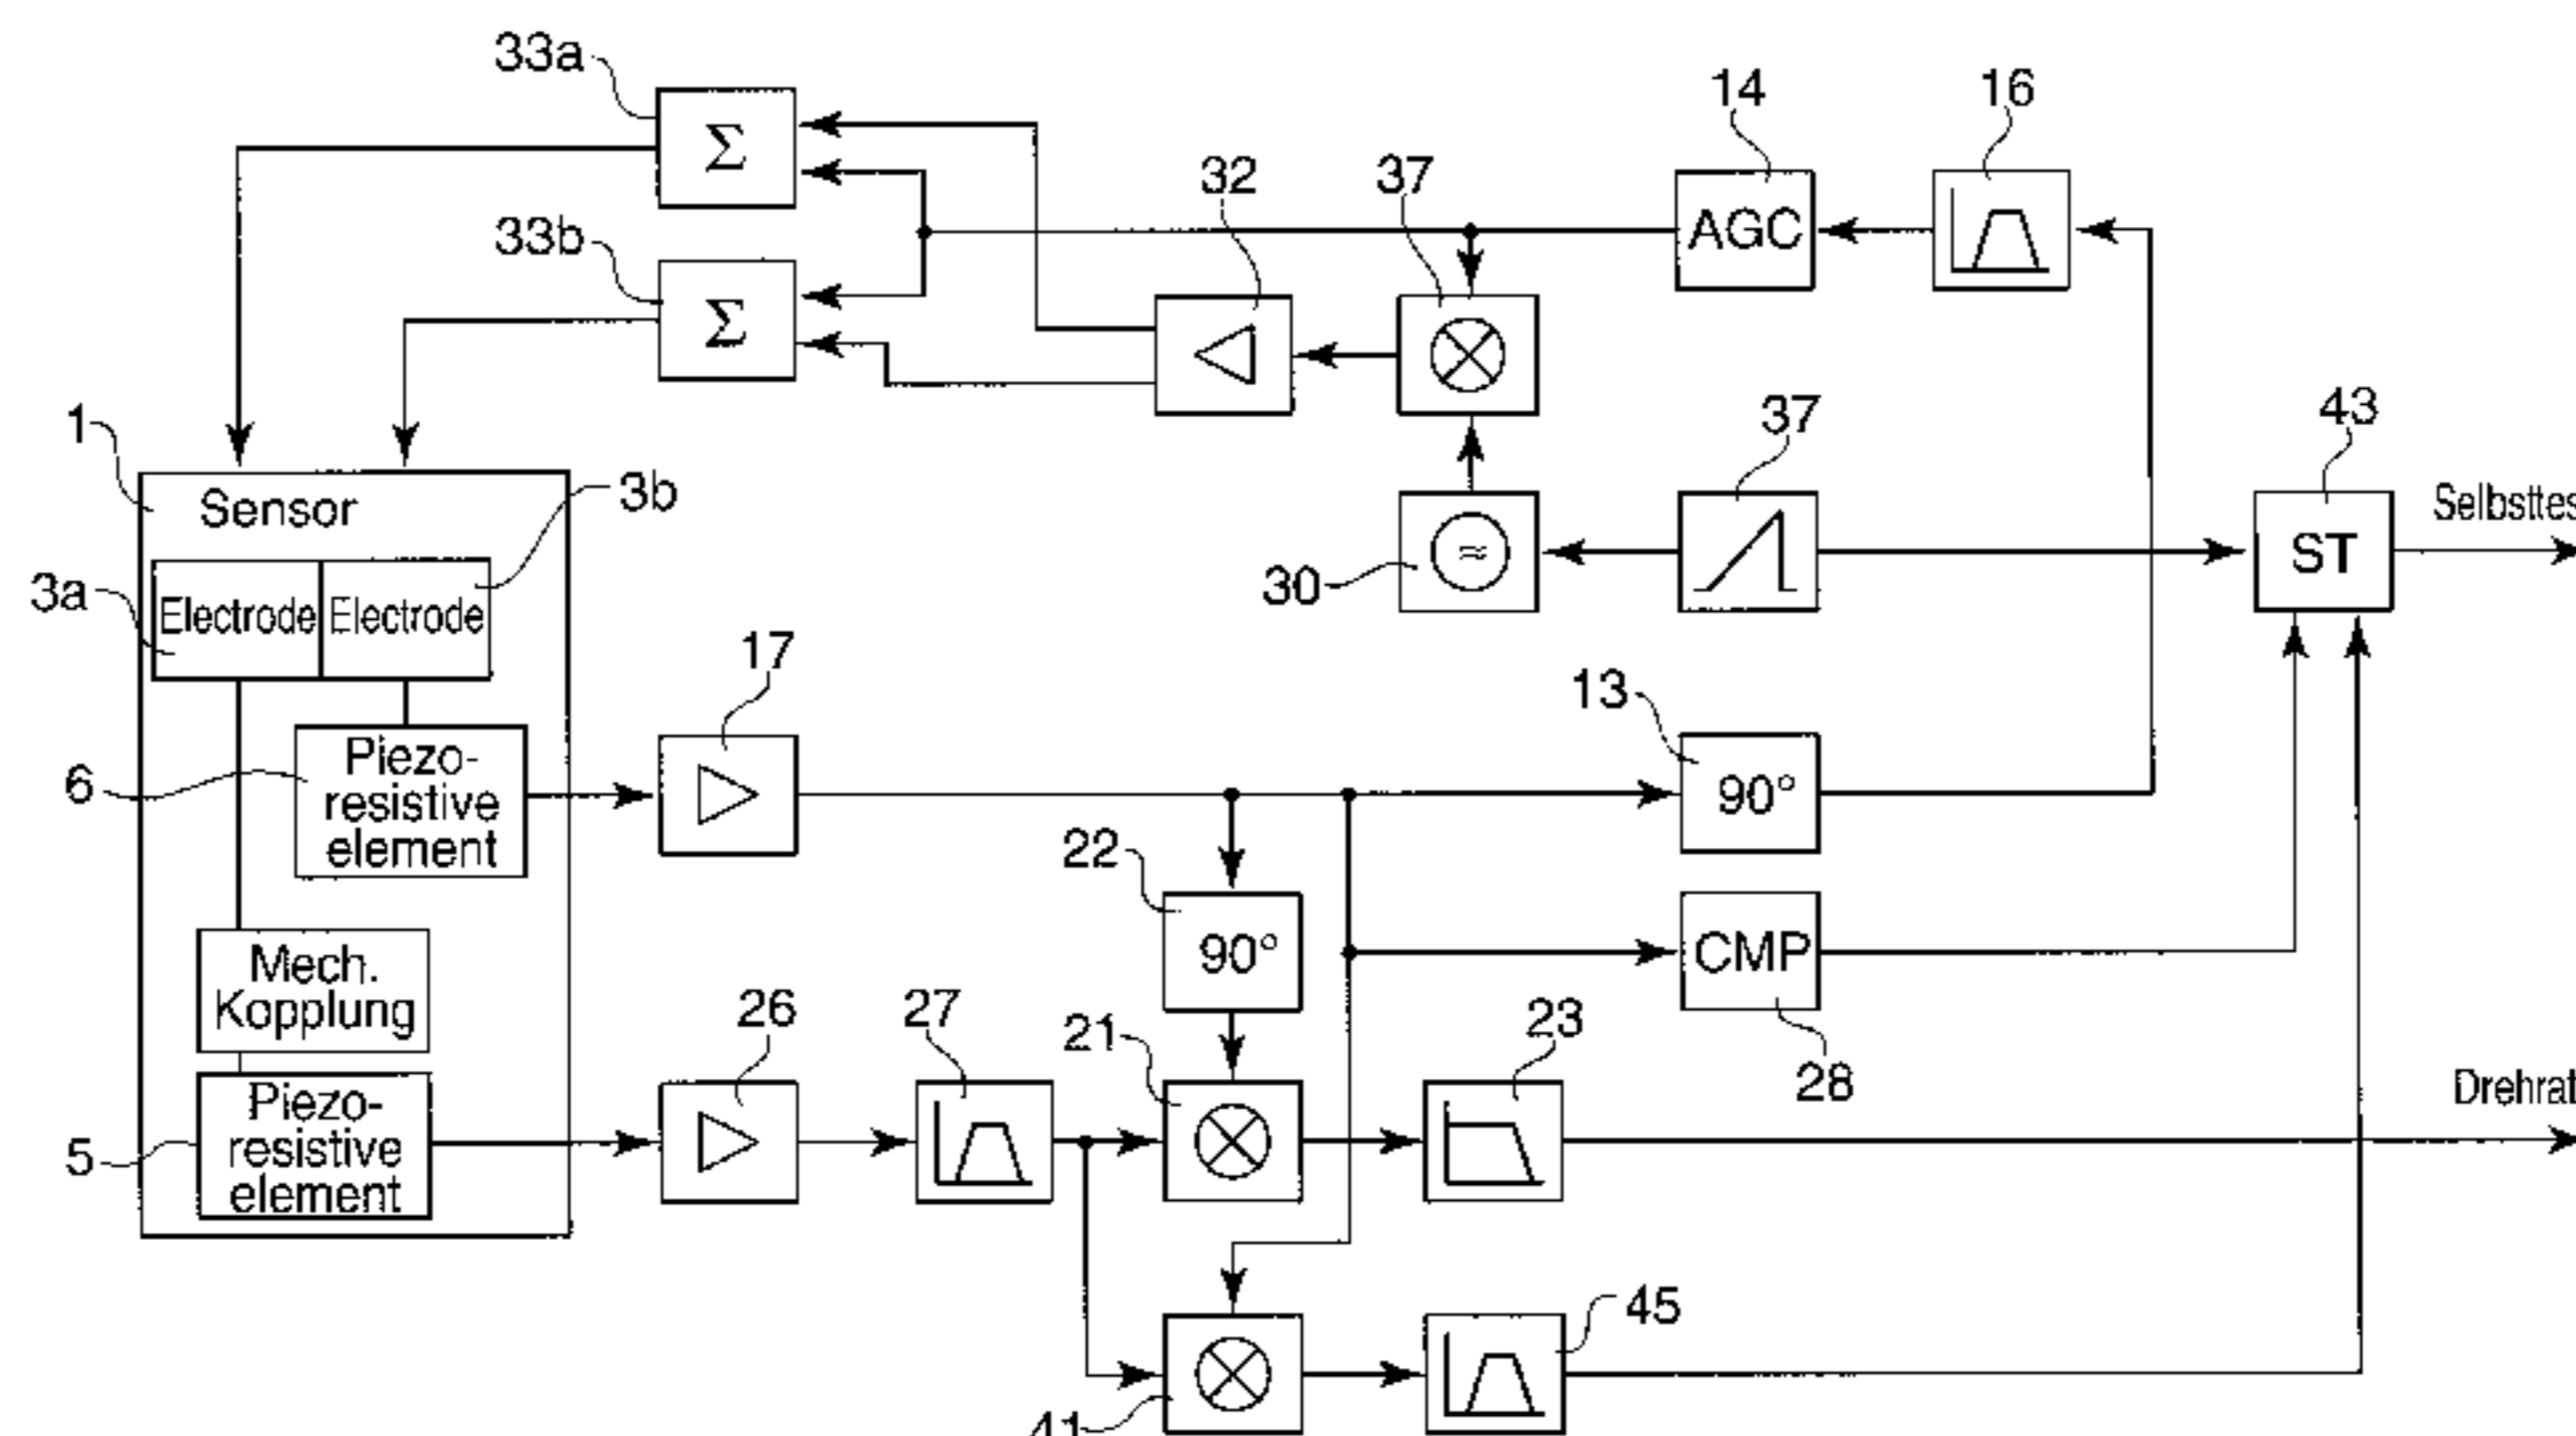 33a
Σ
14
16
32
37
33b
Σ
AGC
1
37
43
Sensor
3b
≈
30
ST
Selbsttes
3a
Electrode
Electrode
17
13
6
Piezo-
resistive
element
90°
22
90°
CMP
Mech.
Kopplung
26
27
21
23
28
Drehrat
5
Piezo-
resistive
element
45
41